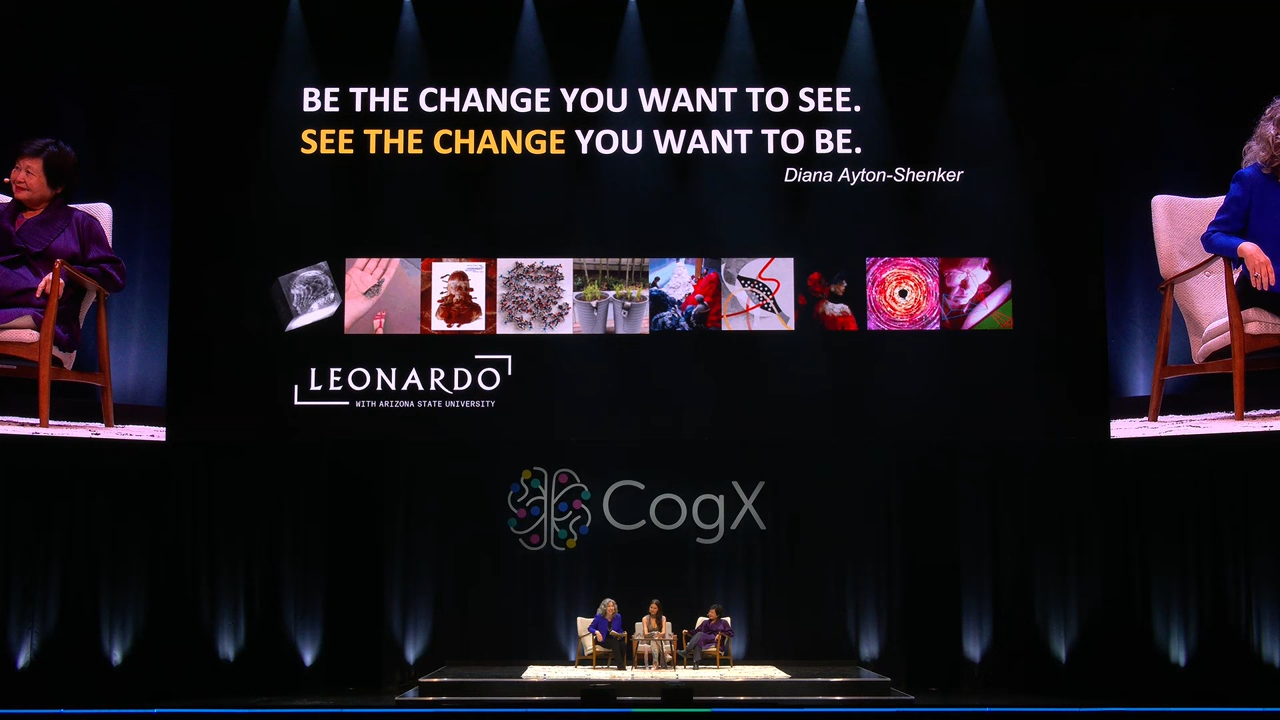 BE THE CHANGE YOU WANT TO SEE.
SEE THE CHANGE YOU WANT TO BE.
Diana Ayton-Shenker
LEONARDO
WITH ARIZONA STATE UNIVERSITY
CogX